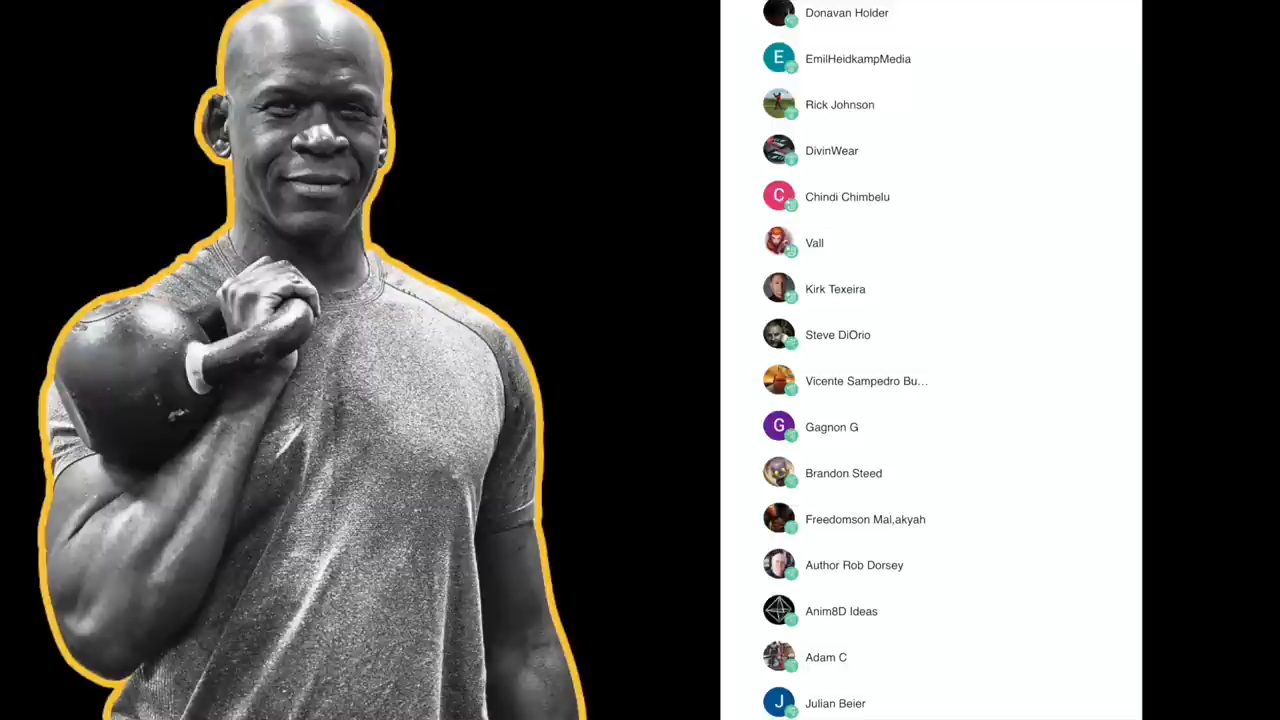 Donavan Holder
E EmilHeidkampMedia
Rick Johnson
DivinWear
C Chindi Chimbelu
Vall
Kirk Texeira
Steve DiOrio
Vicente Sampedro Bu...
G Gagnon G
Brandon Steed
Freedomson Mal,akyah
Author Rob Dorsey
Anim8D Ideas
Adam C
J Julian Beier